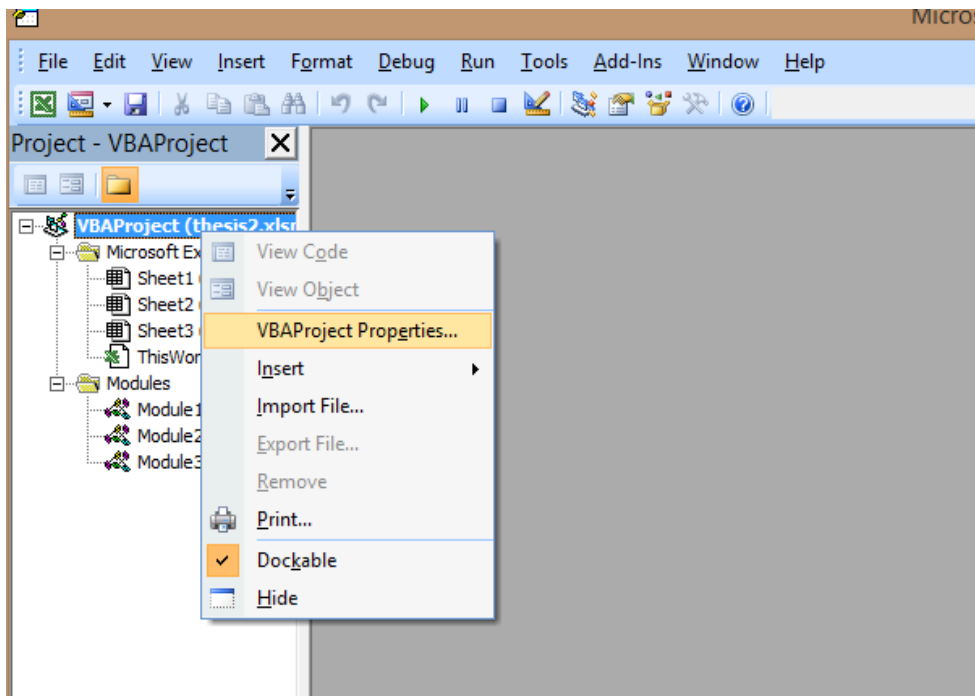 Micros
File Edit View Insert Format Debug Run Tools Add-Ins Window Help
Project - VBAProject
VBAProject (thesis2.xlsm
Microsoft Ex
Sheet1
Sheet2
Sheet3
ThisWor
Modules
Module1
Module2
Module3
View Code
View Object
VBAProject Properties...
Insert
Import File...
Export File...
Remove
Print...
Dockable
Hide